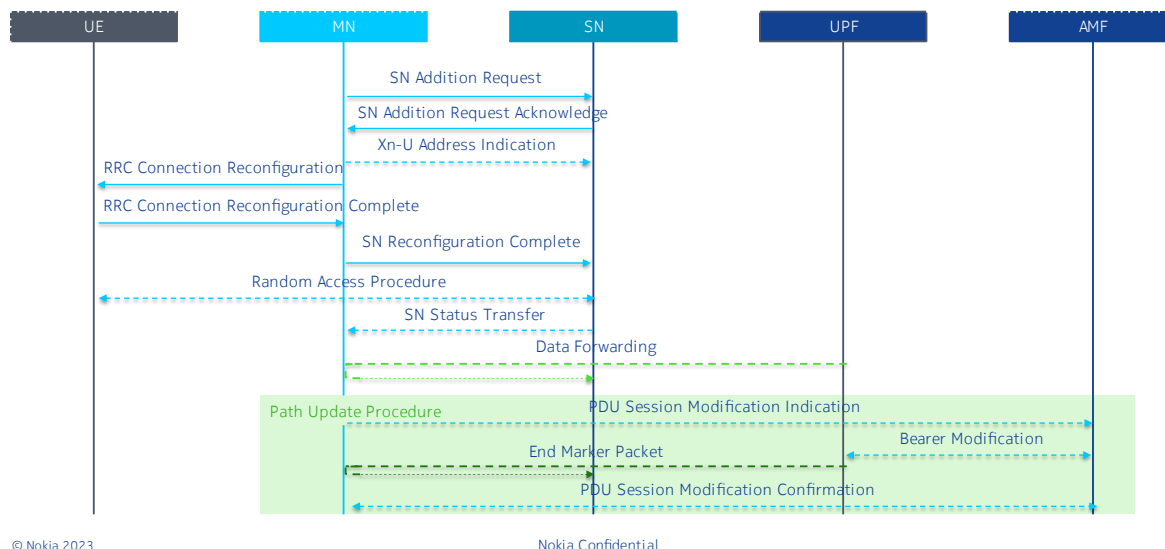 UE
MN
SN
UPF
AMF
SN Addition Request
SN Addition Request Acknowledge
Xn-U Address Indication
RRC Connection Reconfiguration
RRC Connection Reconfiguration Complete
SN Reconfiguration Complete
Random Access Procedure
SN Status Transfer
Data Forwarding
Path Update Procedure
PDU Session Modification Indication
Bearer Modification
End Marker Packet
PDU Session Modification Confirmation
© Nokia 2023
Nokia Confidential